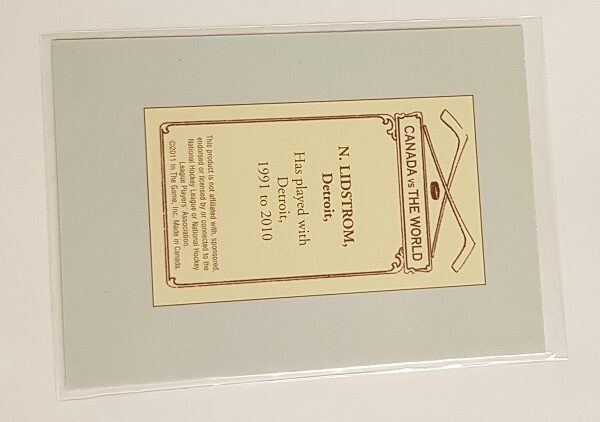 CANADA vs THE WORLD
N. LIDSTROM,
Detroit,
Has played with
Detroit,
1991 to 2010
This product is not affiliated with, sponsored,
endorsed or licensed by or connected to the
National Hockey League or National Hockey
League Players' Association.
©2011 In The Game, Inc. Made in Canada.